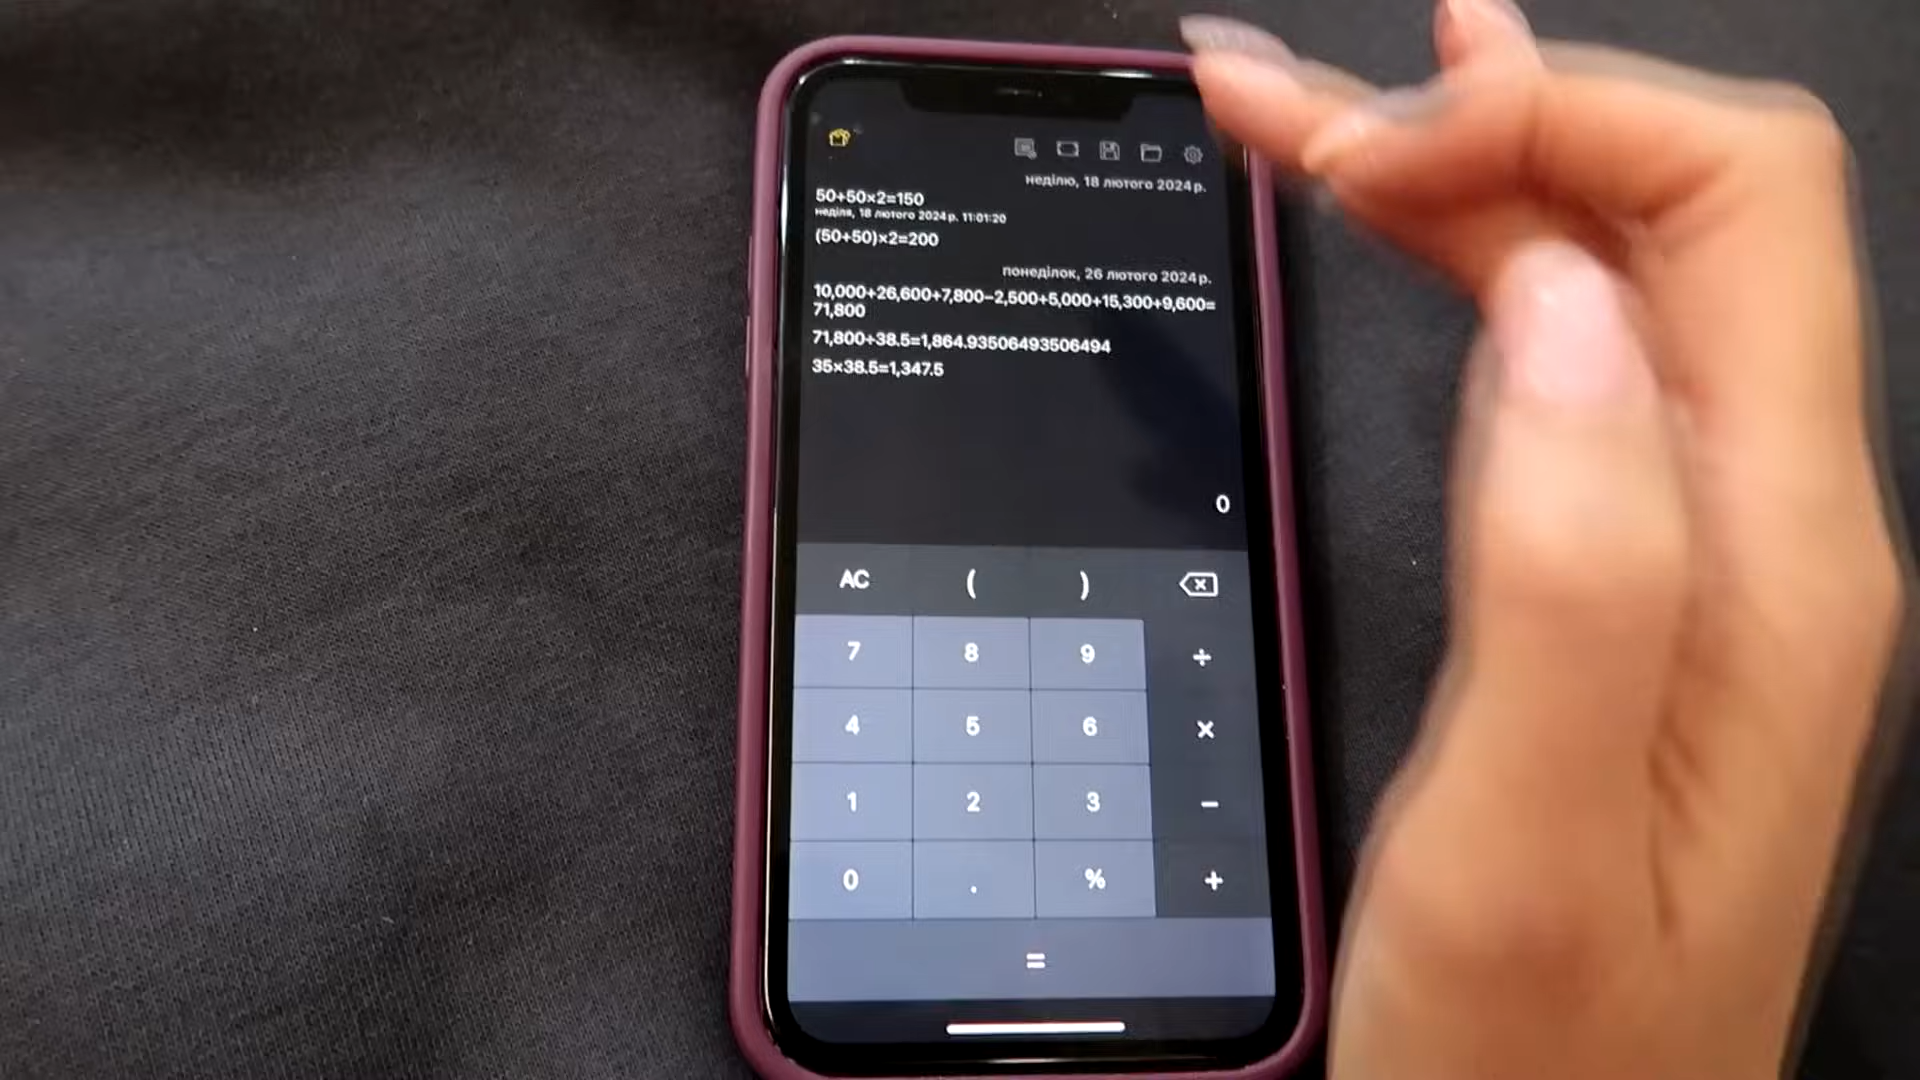 неділю, 18 лютого 2024 р.
50+50×2=150
неділя, 18 лютого 2024 р. 11:01:20
(50+50)×2=200
понеділок, 26 лютого 2024 р.
10,000+26,600+7,800−2,500+5,000+15,300+9,600=
71,800
71,800÷38.5=1,864.93506493506494
35×38.5=1,347.5
0
AC ( )
7 8 9 ÷
4 5 6 ×
1 2 3 −
0 . % +
=